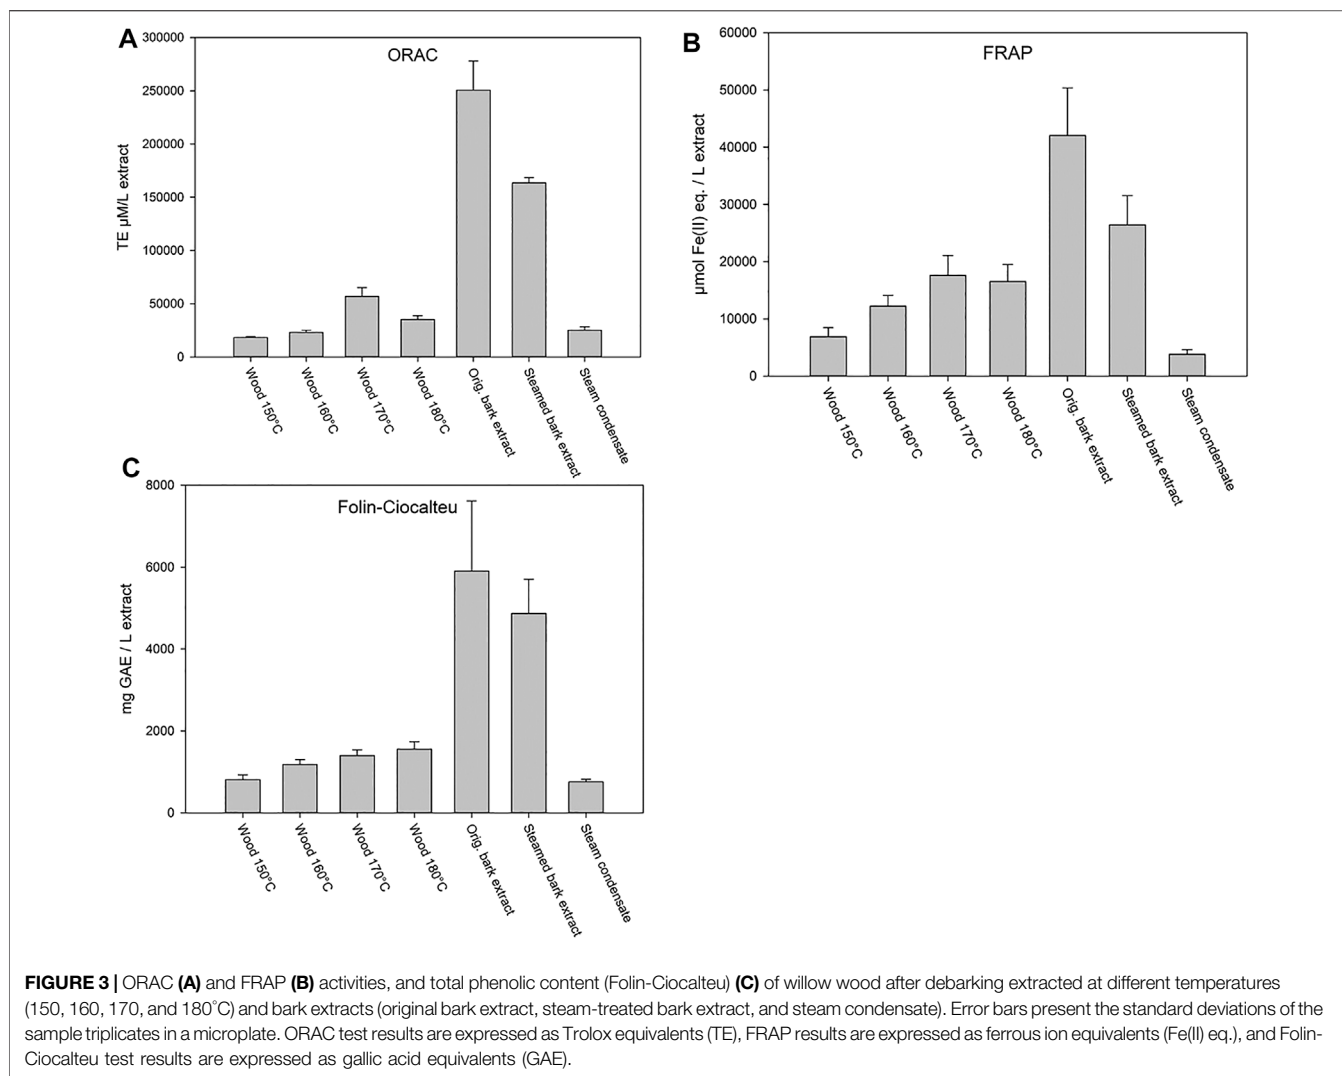 A
ORAC
TE µM/L extract
300000
250000
200000
150000
100000
50000
0
Wood 150°C
Wood 160°C
Wood 170°C
Wood 180°C
Orig. bark extract
Steamed bark extract
Steam condensate
B
FRAP
µmol Fe(II) eq. / L extract
60000
50000
40000
30000
20000
10000
0
Wood 150°C
Wood 160°C
Wood 170°C
Wood 180°C
Orig. bark extract
Steamed bark extract
Steam condensate
C
Folin-Ciocalteu
mg GAE / L extract
8000
6000
4000
2000
0
Wood 150°C
Wood 160°C
Wood 170°C
Wood 180°C
Orig. bark extract
Steamed bark extract
Steam condensate
FIGURE 3 | ORAC (A) and FRAP (B) activities, and total phenolic content (Folin-Ciocalteu) (C) of willow wood after debarking extracted at different temperatures
(150, 160, 170, and 180°C) and bark extracts (original bark extract, steam-treated bark extract, and steam condensate). Error bars present the standard deviations of the
sample triplicates in a microplate. ORAC test results are expressed as Trolox equivalents (TE), FRAP results are expressed as ferrous ion equivalents (Fe(II) eq.), and Folin-
Ciocalteu test results are expressed as gallic acid equivalents (GAE).